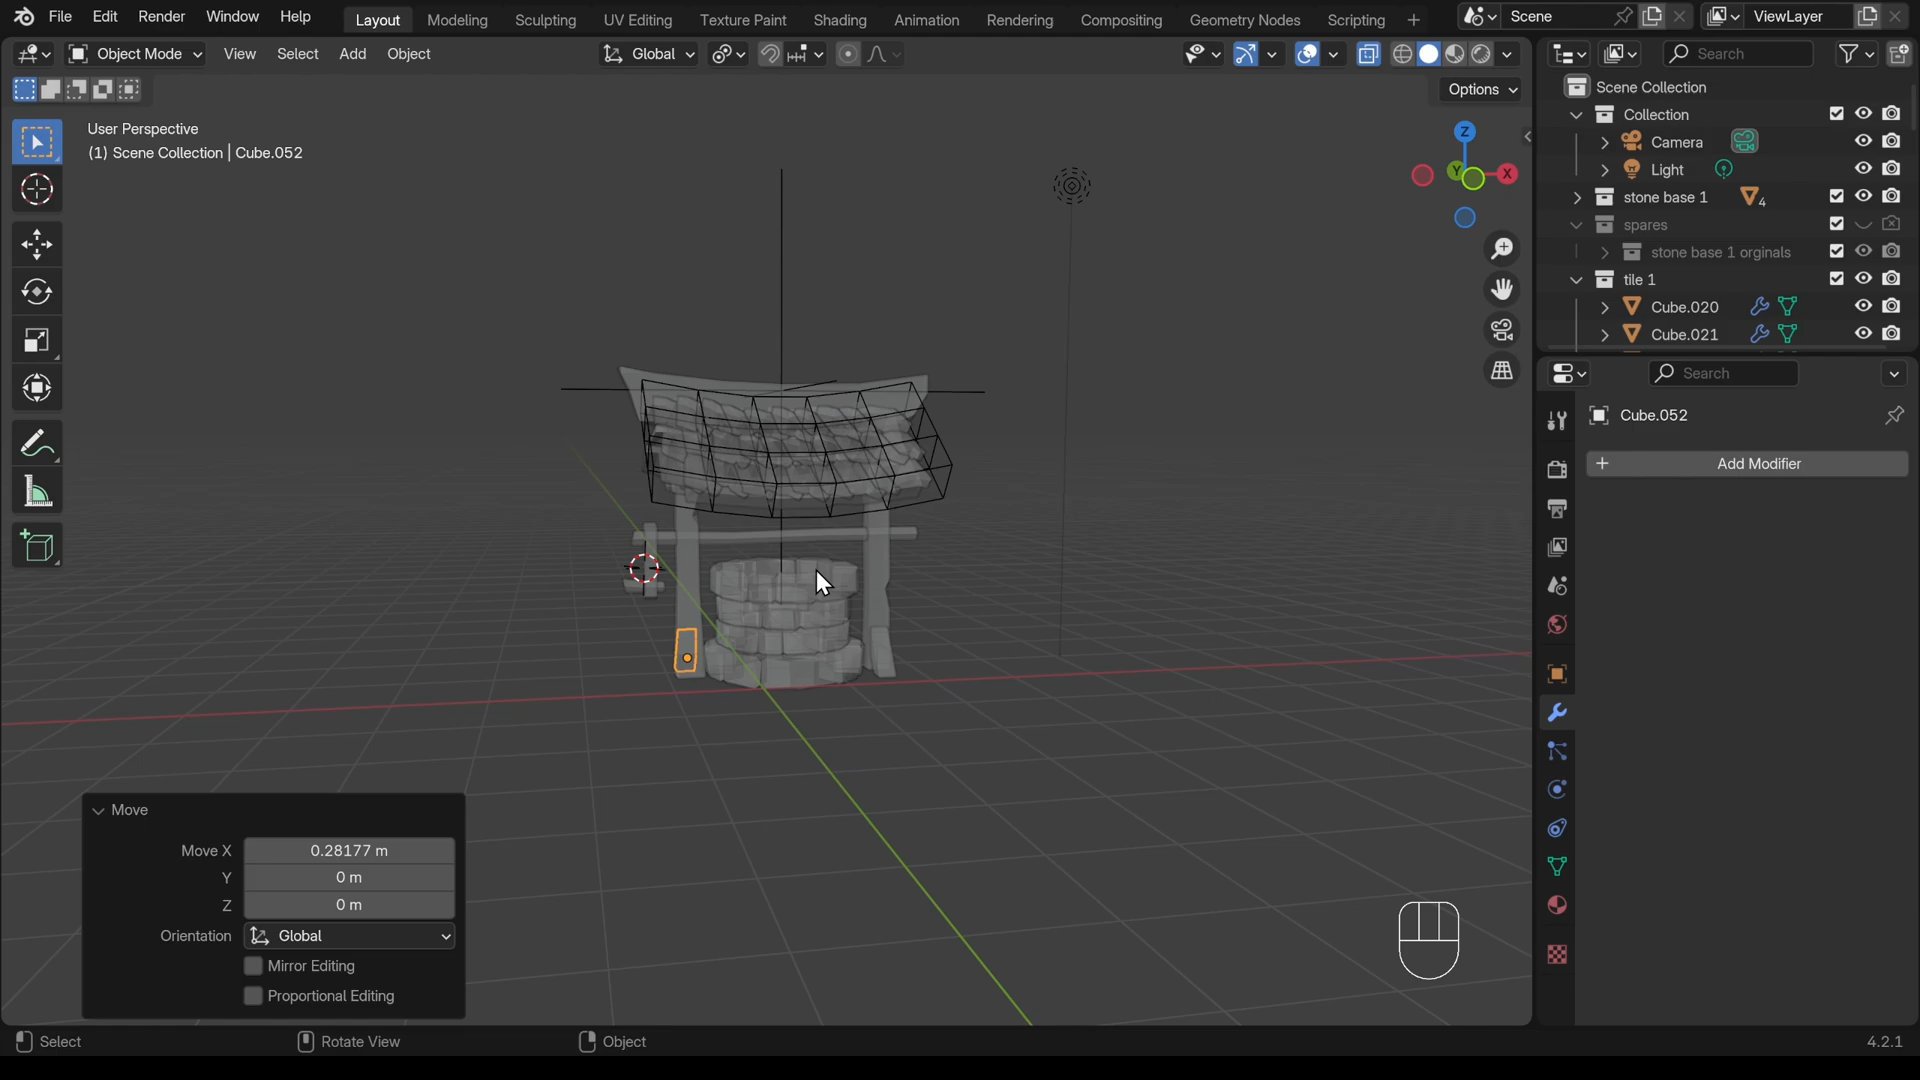 File Edit Render Window Help Layout Modeling Sculpting UV Editing Texture Paint Shading Animation Rendering Compositing Geometry Nodes Scripting + Scene ViewLayer
Object Mode View Select Add Object Global Search
Options
User Perspective
(1) Scene Collection | Cube.052
Z
Y
X
Scene Collection
Collection
Camera
Light
stone base 1 4
spares
stone base 1 orginals
tile 1
Cube.020
Cube.021
Search
Cube.052
+ Add Modifier
Move
Move X 0.28177 m
Y 0 m
Z 0 m
Orientation Global
Mirror Editing
Proportional Editing
Select Rotate View Object 4.2.1